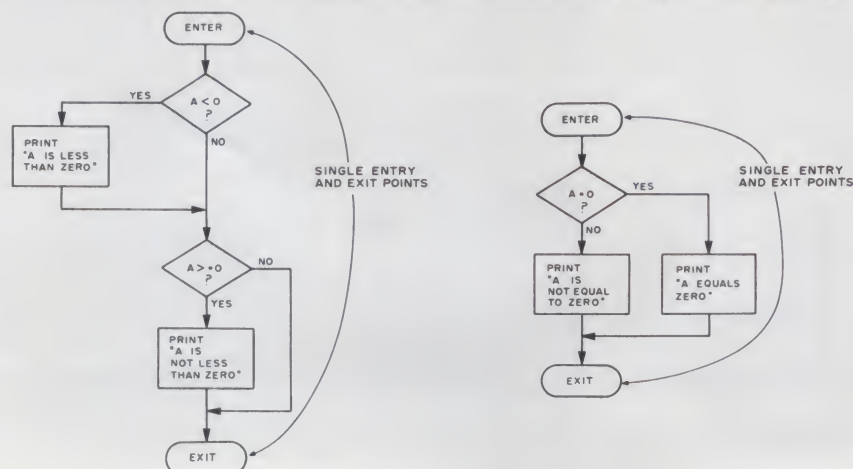 ENTER
YES
A < 0
?
NO
PRINT
"A IS LESS
THAN ZERO"
SINGLE ENTRY
AND EXIT POINTS
A > = 0
?
NO
YES
PRINT
"A IS
NOT LESS
THAN ZERO"
EXIT
ENTER
A = 0
?
YES
NO
SINGLE ENTRY
AND EXIT POINTS
PRINT
"A IS
NOT EQUAL
TO ZERO"
PRINT
"A EQUALS
ZERO"
EXIT